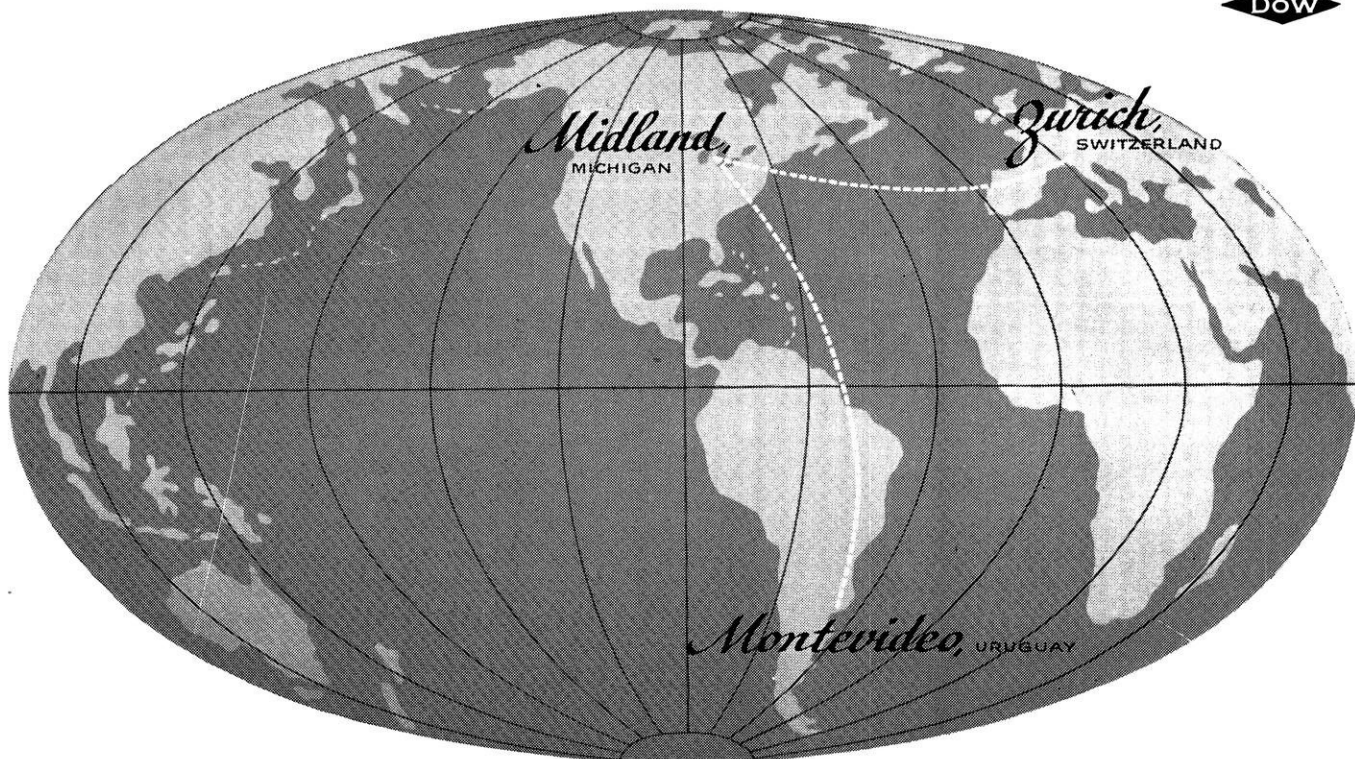 DOW
Midland,
MICHIGAN
Zurich,
SWITZERLAND
Montevideo, URUGUAY